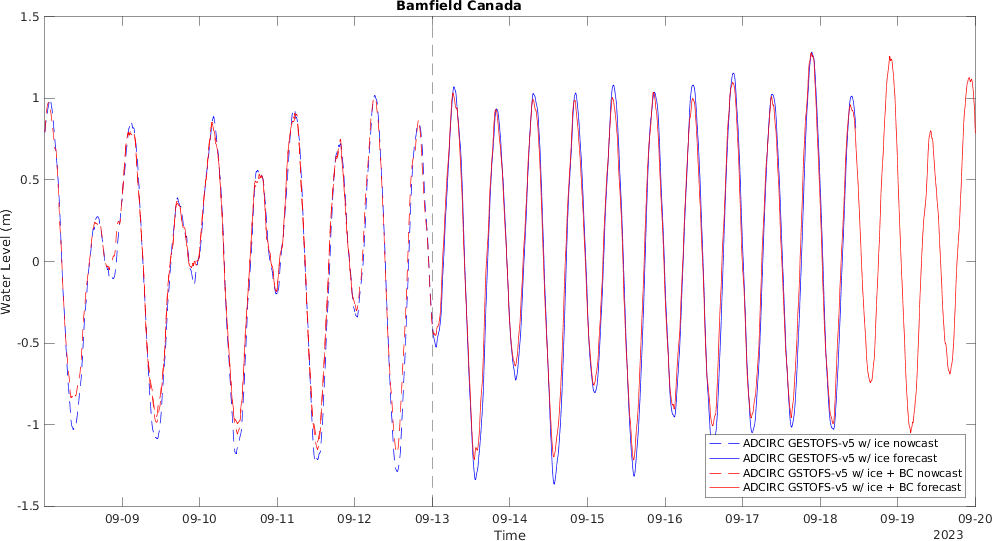 Bamfield Canada
1.5
1
0.5
0
-0.5
-1
-1.5
Water Level (m)
09-09 09-10 09-11 09-12 09-13 09-14 09-15 09-16 09-17 09-18 09-19 09-20
Time
2023
ADCIRC GESTOFS-v5 w/ ice nowcast
ADCIRC GESTOFS-v5 w/ ice forecast
ADCIRC GSTOFS-v5 w/ ice + BC nowcast
ADCIRC GSTOFS-v5 w/ ice + BC forecast